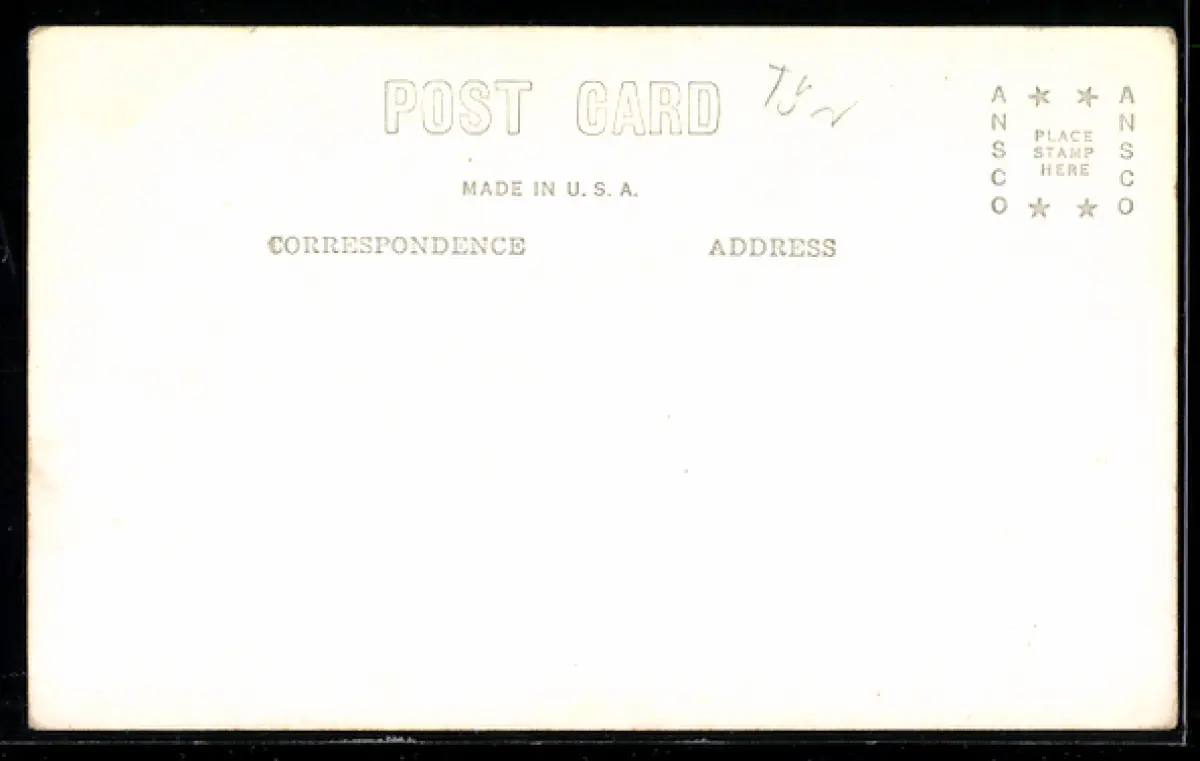 POST CARD
MADE IN U. S. A.
CORRESPONDENCE
ADDRESS
ANSCO
PLACE
STAMP
HERE
ANSCO